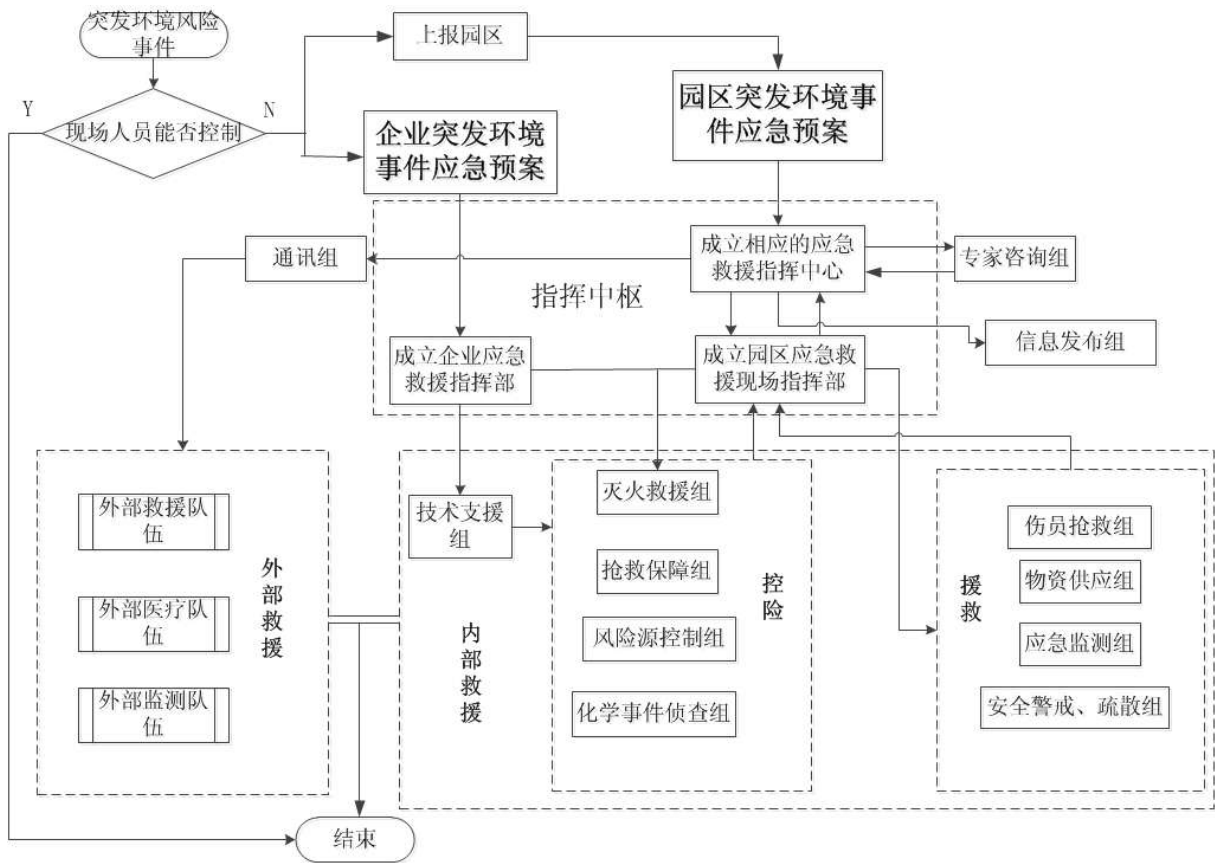 突发环境风险
事件
上报园区
Y
N
现场人员能否控制
园区突发环境事
件应急预案
企业突发环境
事件应急预案
通讯组
成立相应的应急
救援指挥中心
专家咨询组
指挥中枢
信息发布组
成立企业应急
救援指挥部
成立园区应急救
援现场指挥部
外部救援队
伍
外部医疗队
伍
外部监测队
伍
外部救援
技术支援
组
内部救援
灭火救援组
抢救保障组
风险源控制组
化学事件侦查组
控险
援救
伤员抢救组
物资供应组
应急监测组
安全警戒、疏散组
结束